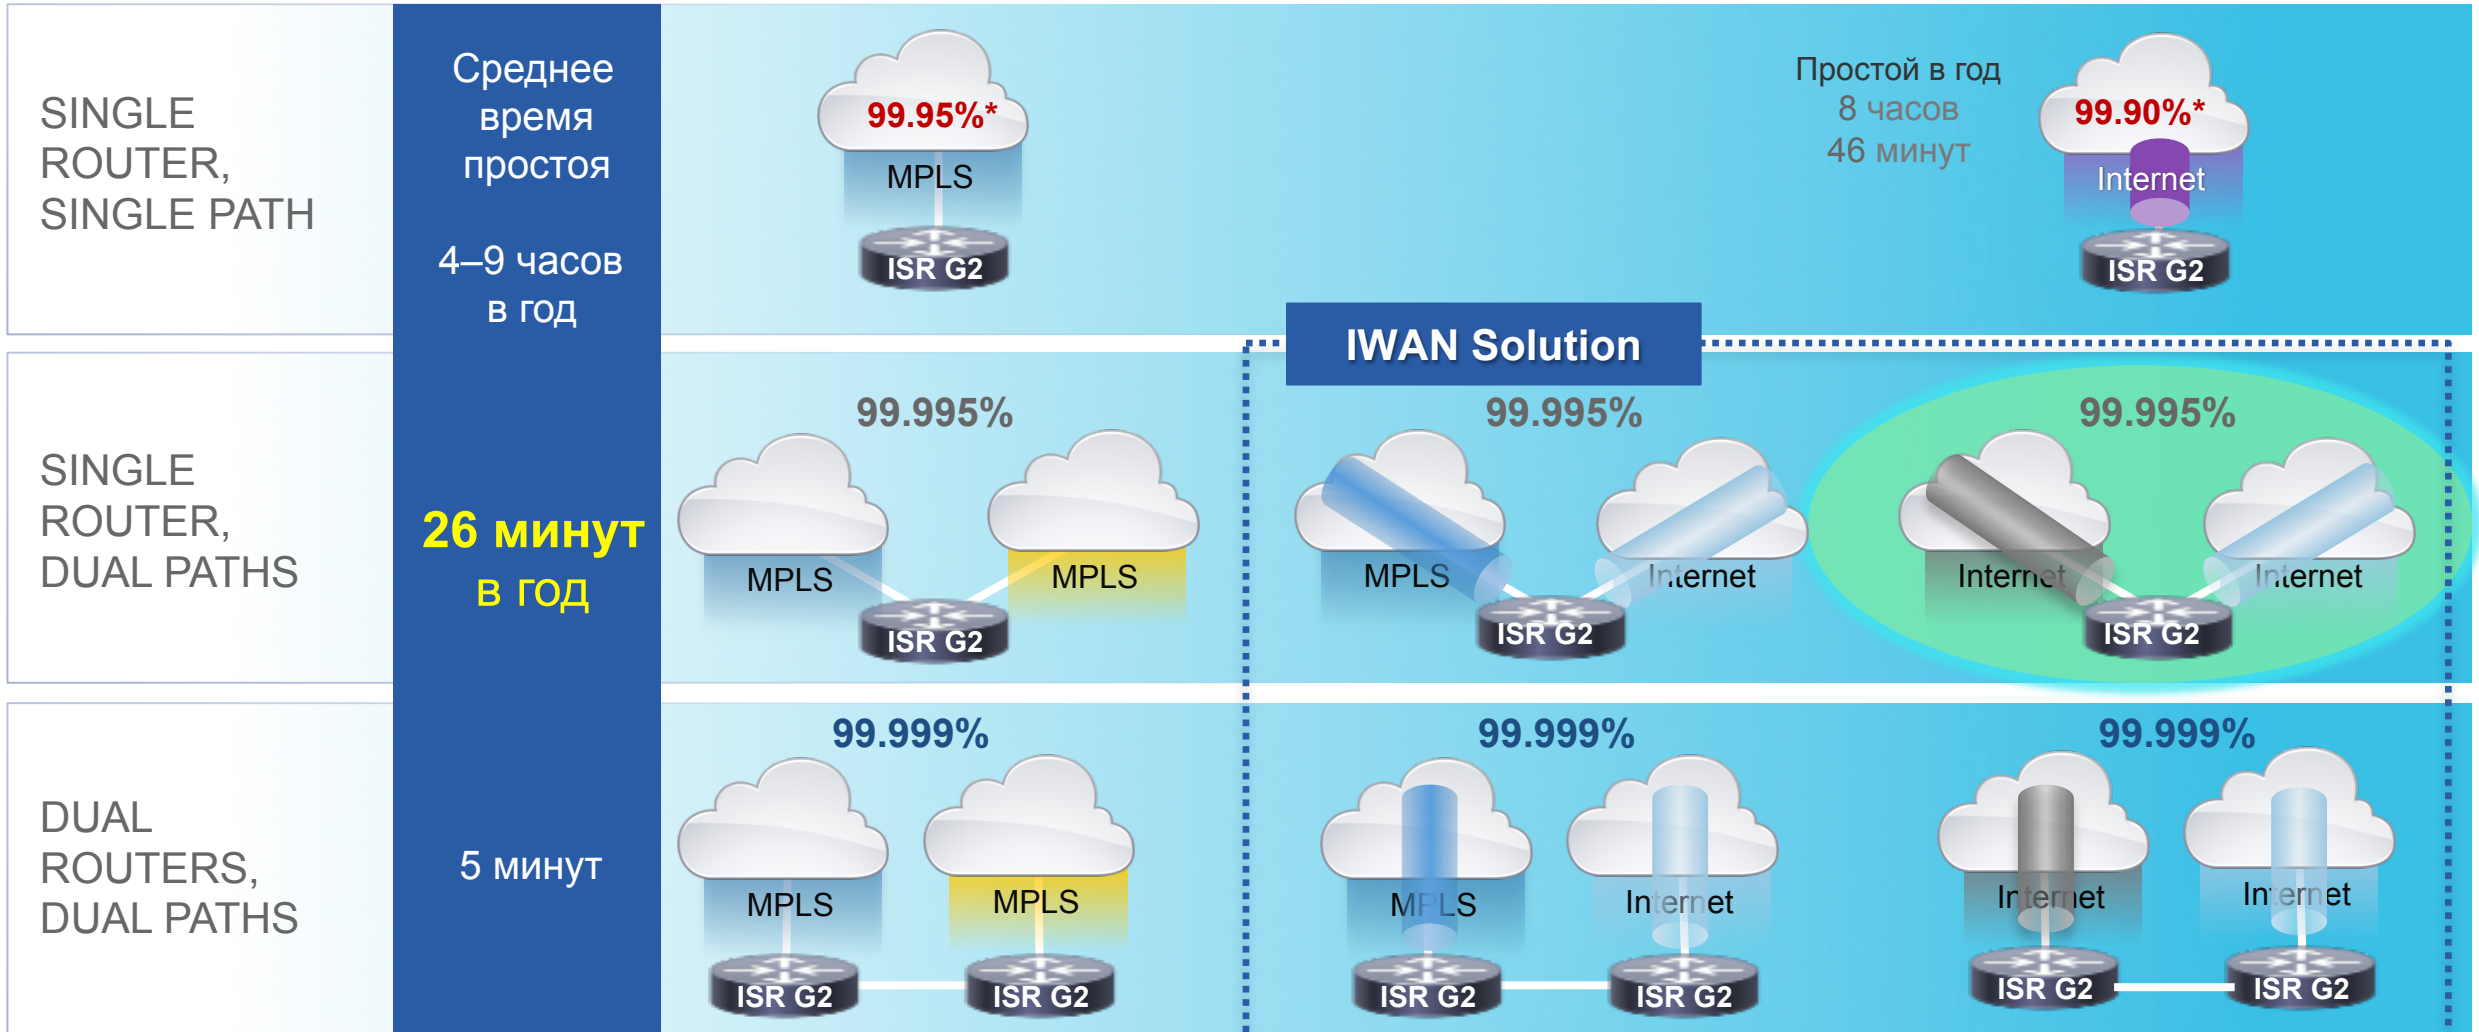 SINGLE
ROUTER,
SINGLE PATH
Среднее
время
простоя
4–9 часов
в год
99.95%*
MPLS
ISR G2
Простой в год
8 часов
46 минут
99.90%*
Internet
ISR G2
IWAN Solution
SINGLE
ROUTER,
DUAL PATHS
26 минут
в год
99.995%
MPLS
MPLS
ISR G2
99.995%
MPLS
Internet
ISR G2
99.995%
Internet
Internet
ISR G2
DUAL
ROUTERS,
DUAL PATHS
5 минут
99.999%
MPLS
MPLS
ISR G2
ISR G2
99.999%
MPLS
Internet
ISR G2
ISR G2
99.999%
Internet
Internet
ISR G2
ISR G2